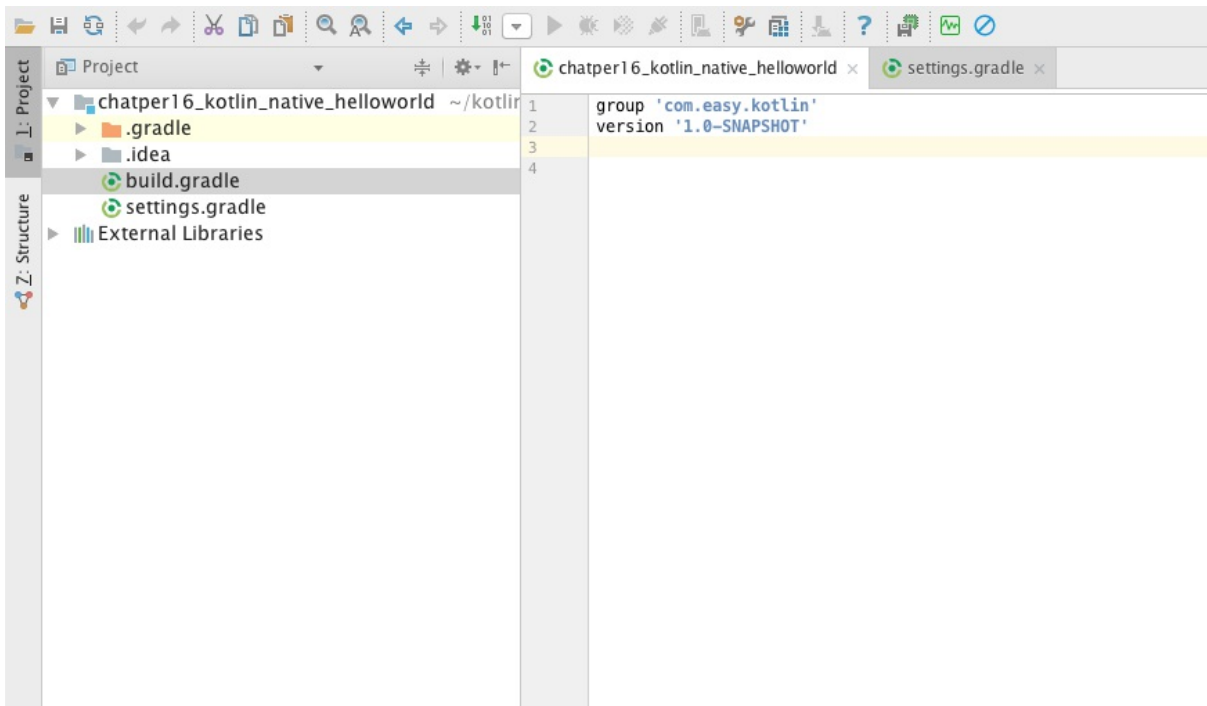 1: Project
Z: Structure
Project
chatper16_kotlin_native_helloworld ~/kotlin
.gradle
.idea
build.gradle
settings.gradle
External Libraries
chatper16_kotlin_native_helloworld
settings.gradle
1 group 'com.easy.kotlin'
2 version '1.0-SNAPSHOT'
3
4